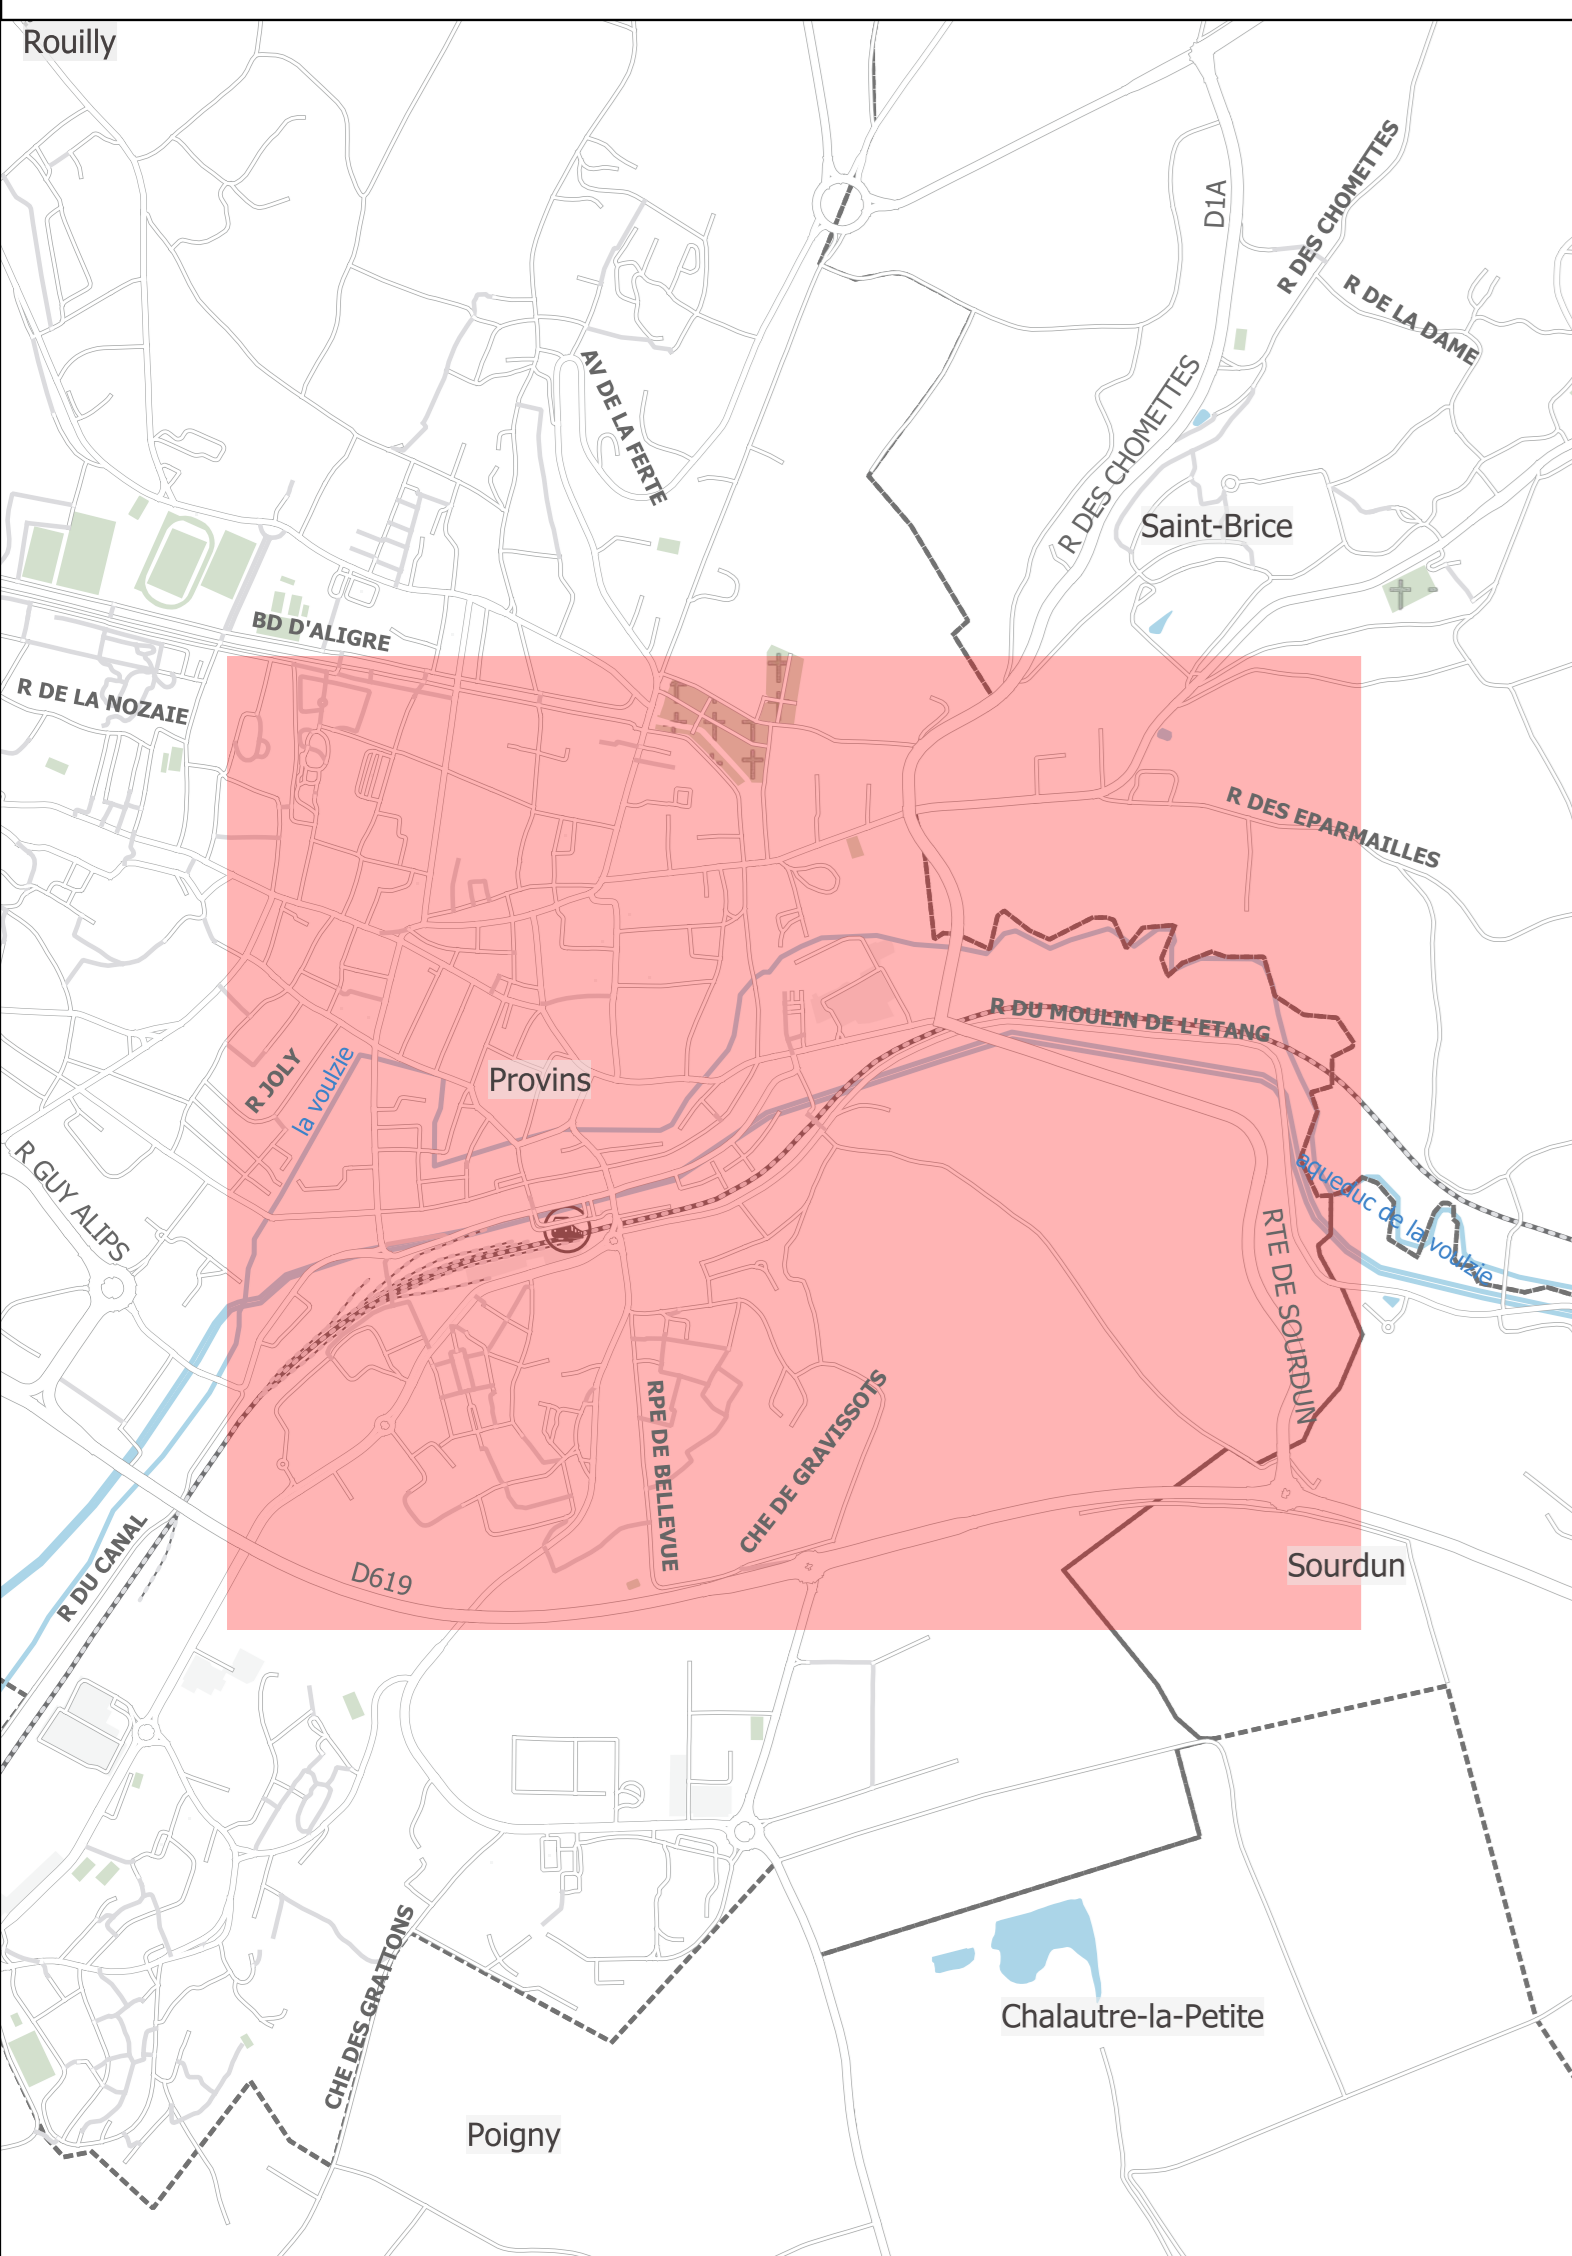 Rouilly
R DES CHOMETTES
D1A
R DE LA DAME
AV DE LA FERTE
R DES CHOMETTES
Saint-Brice
BD D'ALIGRE
R DE LA NOZAIE
R DES EPARMAILLES
R DU MOULIN DE L'ETANG
R JOLY
la voulzie
Provins
R GUY ALIPS
aqueduc de la voulzie
RTE DE SOURDUN
RPE DE BELLEVUE
CHE DE GRAVISSOTS
R DU CANAL
D619
Sourdun
CHE DES GRATTONS
Chalautre-la-Petite
Poigny